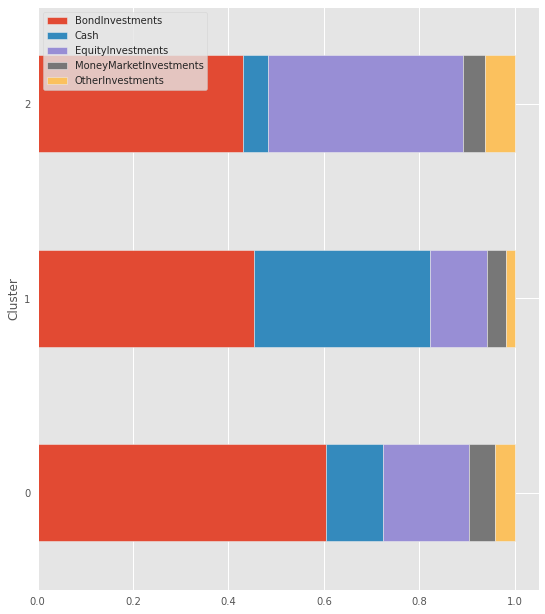 BondInvestments
Cash
EquityInvestments
MoneyMarketInvestments
OtherInvestments
2
1
0
Cluster
0.0 0.2 0.4 0.6 0.8 1.0